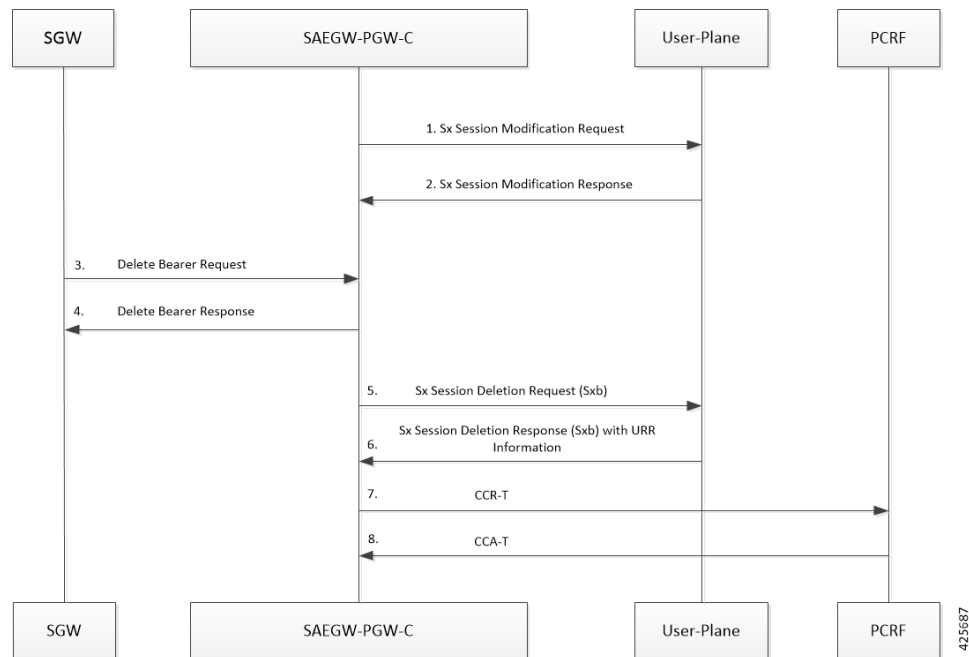 SGW
SAEGW-PGW-C
User-Plane
PCRF
1. Sx Session Modification Request
2. Sx Session Modification Response
3. Delete Bearer Request
4. Delete Bearer Response
5. Sx Session Deletion Request (Sxb)
Sx Session Deletion Response (Sxb) with URR
6. Information
7. CCR-T
8. CCA-T
SGW
SAEGW-PGW-C
User-Plane
PCRF
425687